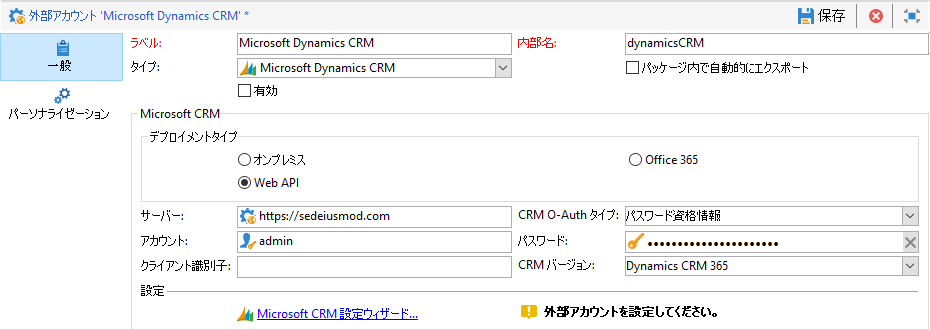 外部アカウント 'Microsoft Dynamics CRM' *
保存
一般
パーソナライゼーション
ラベル: Microsoft Dynamics CRM 内部名: dynamicsCRM
タイプ: Microsoft Dynamics CRM パッケージ内で自動的にエクスポート
有効
Microsoft CRM
デプロイメントタイプ
オンプレミス Office 365
Web API
サーバー: https://sedeiusmod.com CRM O-Auth タイプ: パスワード資格情報
アカウント: admin パスワード: ••••••••••••••••••••••
クライアント識別子: CRM バージョン: Dynamics CRM 365
設定
Microsoft CRM 設定ウィザード... 外部アカウントを設定してください。